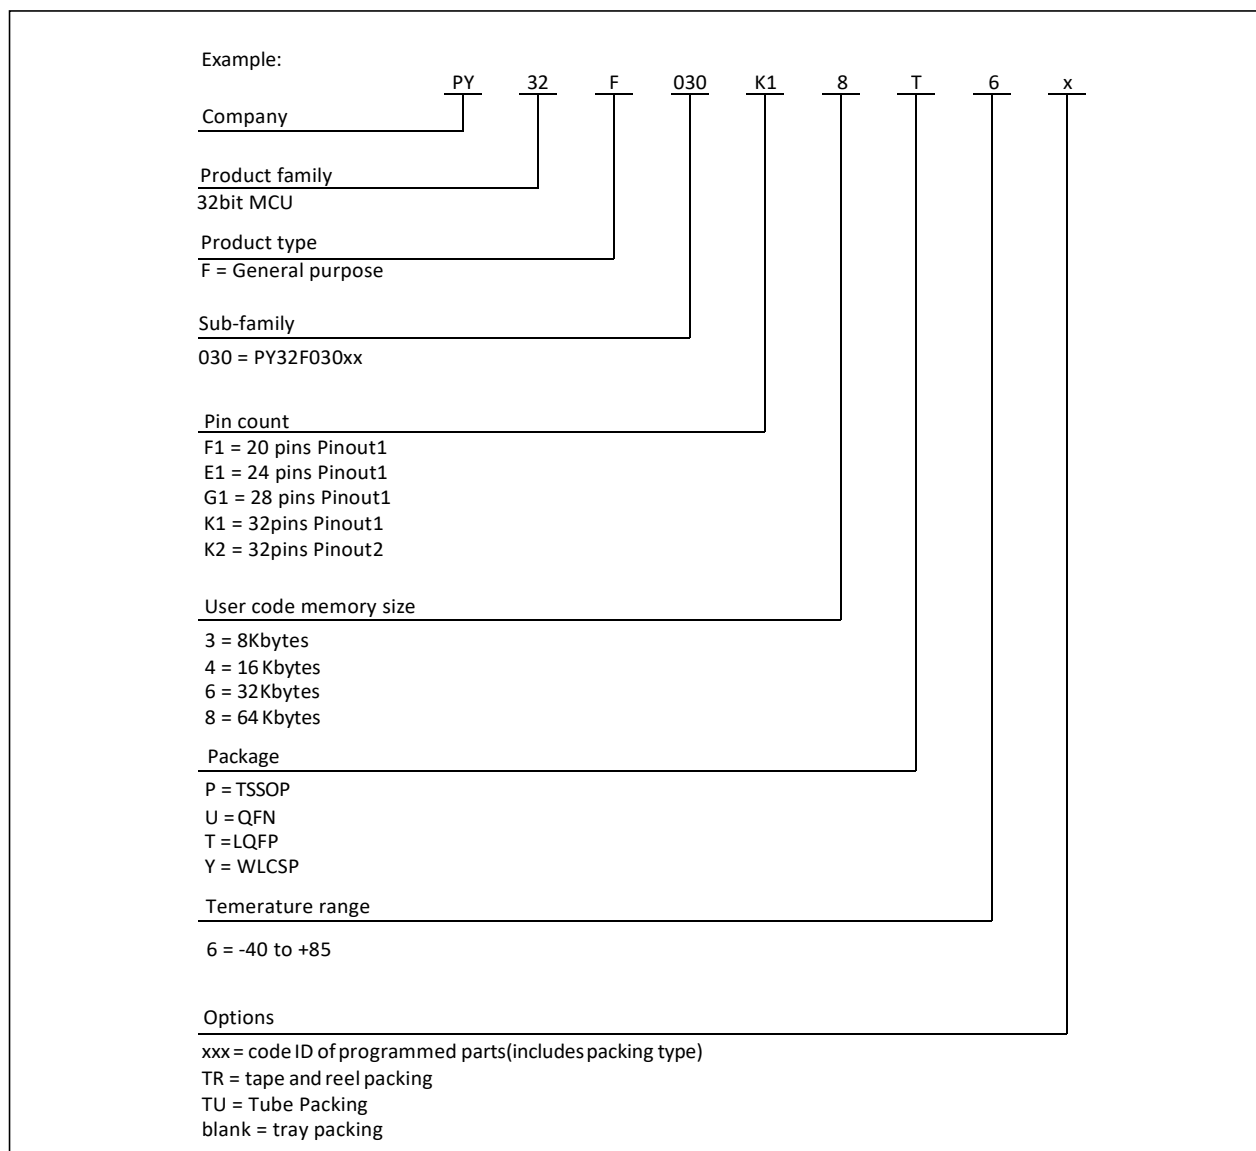 Example:
PY 32 F 030 K1 8 T 6 x
Company
Product family
32bit MCU
Product type
F = General purpose
Sub-family
030 = PY32F030xx
Pin count
F1 = 20 pins Pinout1
E1 = 24 pins Pinout1
G1 = 28 pins Pinout1
K1 = 32pins Pinout1
K2 = 32pins Pinout2
User code memory size
3 = 8Kbytes
4 = 16 Kbytes
6 = 32Kbytes
8 = 64 Kbytes
Package
P = TSSOP
U = QFN
T =LQFP
Y = WLCSP
Temerature range
6 = -40 to +85
Options
xxx = code ID of programmed parts(includes packing type)
TR = tape and reel packing
TU = Tube Packing
blank = tray packing